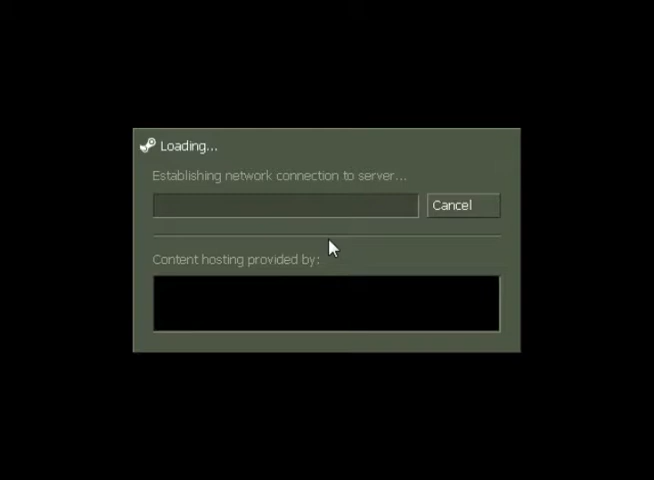 Loading...
Establishing network connection to server...
Cancel
Content hosting provided by: